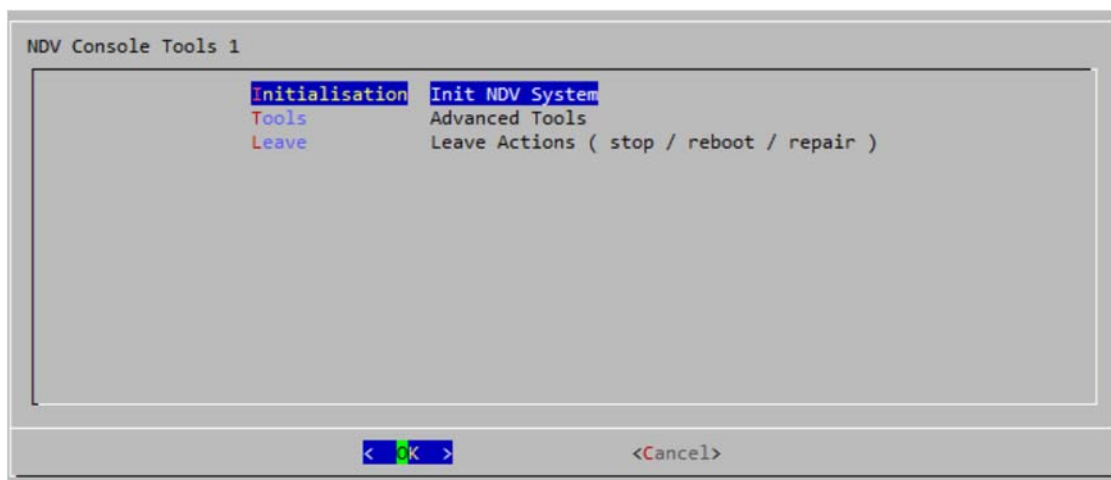 NDV Console Tools 1
Initialisation Init NDV System
Tools Advanced Tools
Leave Leave Actions ( stop / reboot / repair )
< OK > <Cancel>